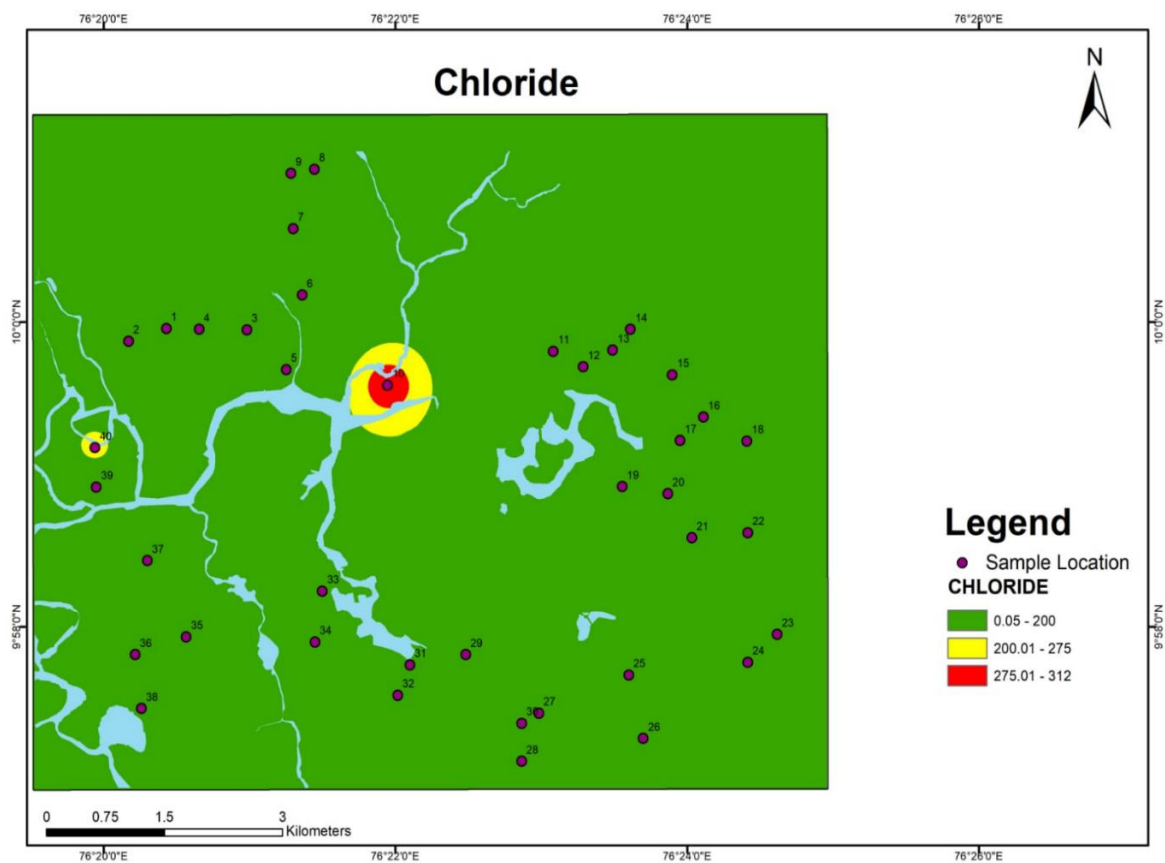 76°20'0"E 76°22'0"E 76°24'0"E 76°26'0"E
N
Chloride
9 8
7
6
10°0'0"N 10°0'0"N
1 4 3 14
2 11 13
5 12 15
10
16
17 18
40
39 19 20
21 22
37
33
Legend
Sample Location
CHLORIDE
0.05 - 200
200.01 - 275
275.01 - 312
9°58'0"N 9°58'0"N
35 34 23
36 31 29 24
32 25
38 30 27
26
28
0 0.75 1.5 3
Kilometers
76°20'0"E 76°22'0"E 76°24'0"E 76°26'0"E